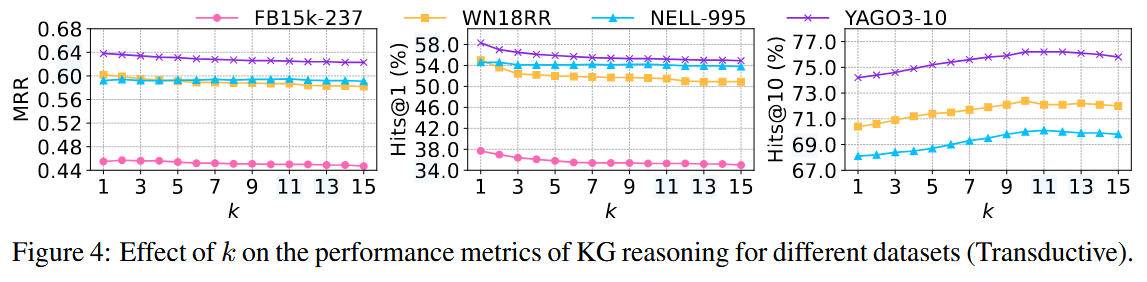 FB15k-237 WN18RR NELL-995 YAGO3-10
MRR
0.68
0.64
0.60
0.56
0.52
0.48
0.44
1 3 5 7 9 11 13 15
k
Hits@1 (%)
58.0
54.0
50.0
46.0
42.0
38.0
34.0
1 3 5 7 9 11 13 15
k
Hits@10 (%)
77.0
75.0
73.0
71.0
69.0
67.0
1 3 5 7 9 11 13 15
k
Figure 4: Effect of k on the performance metrics of KG reasoning for different datasets (Transductive).